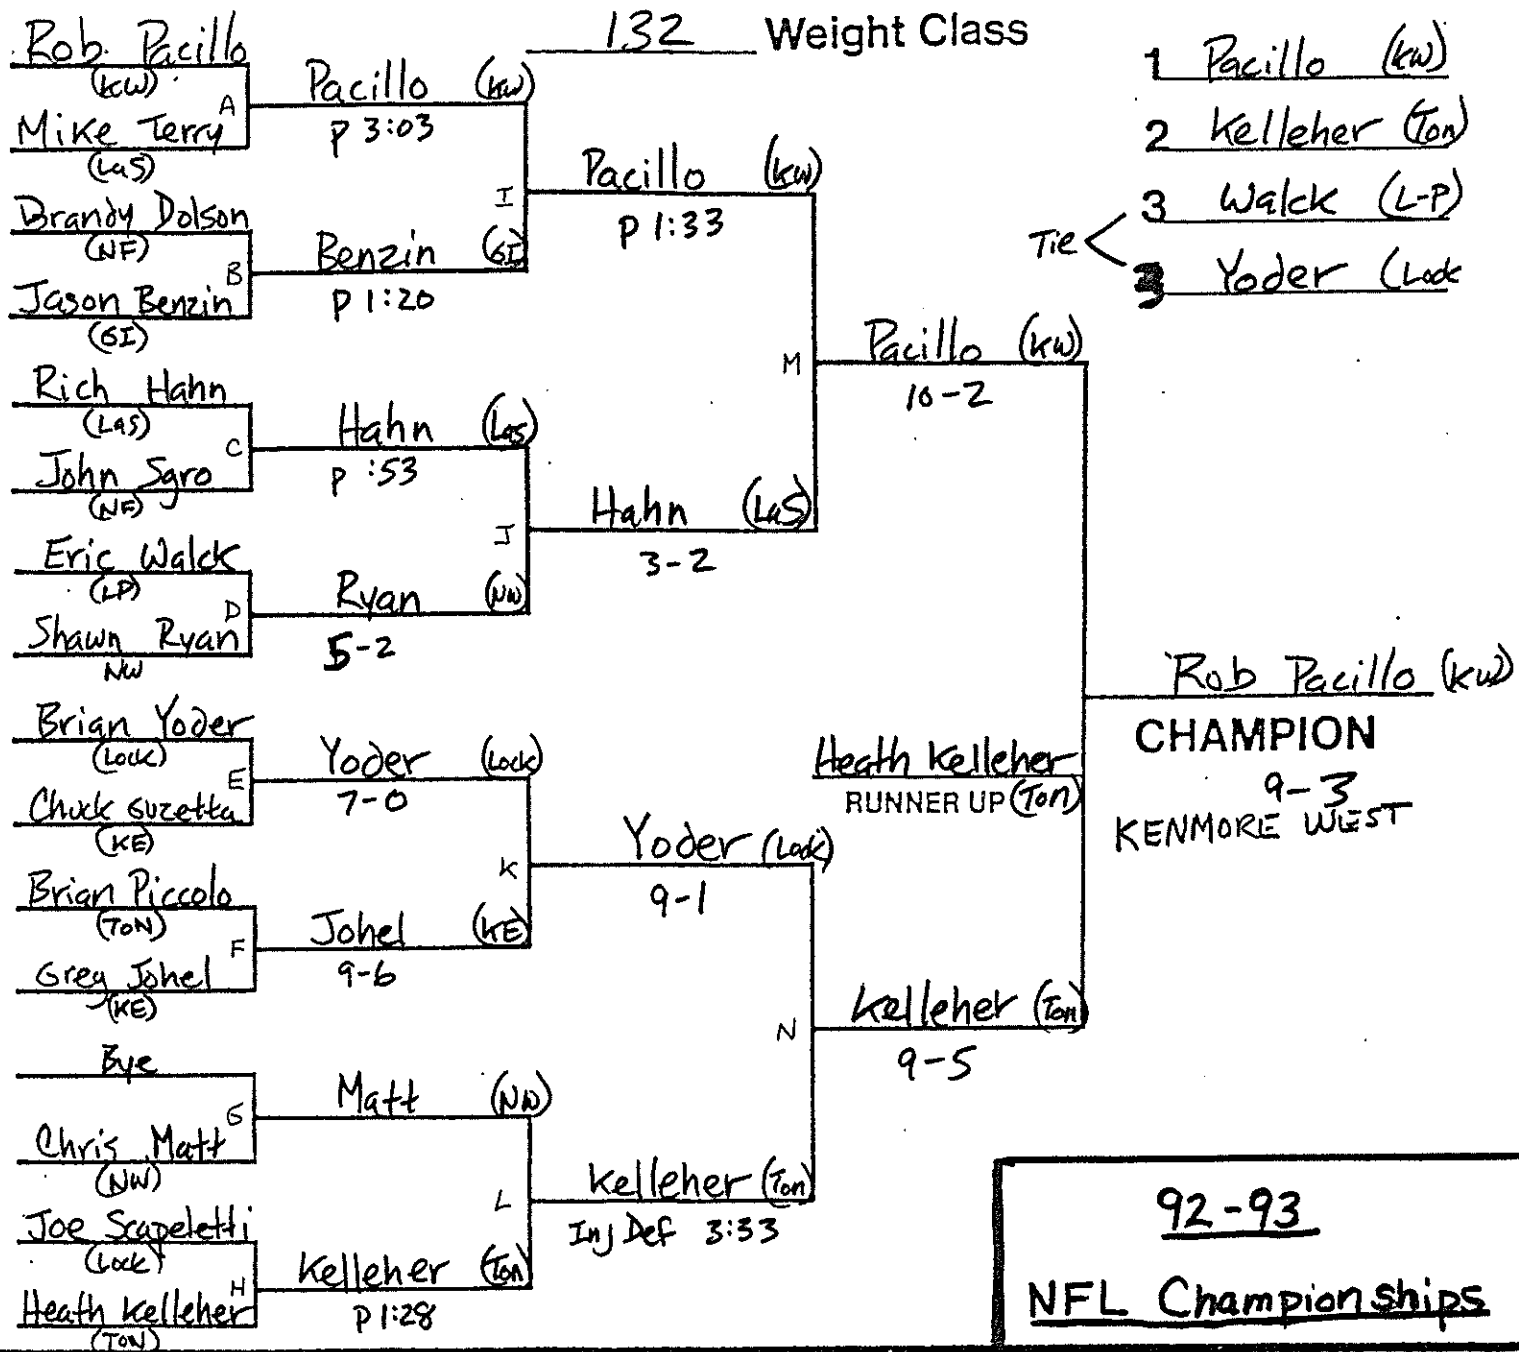 132 Weight Class
Rob Pacillo
(KW)
A
Mike Terry
(LaS)
Brandy Dolson
(NF)
B
Jason Benzin
(GI)
Rich Hahn
(LaS)
C
John Sgro
(NF)
Eric Walck
(LP)
D
Shawn Ryan
NW
Brian Yoder
(Lock)
E
Chuck Guzetta
(KE)
Brian Piccolo
(TON)
F
Greg Johel
(KE)
Bye
G
Chris Matt
(NW)
Joe Scapeletti
(Lock)
H
Heath Kelleher
(TON)
Pacillo (KW)
P 3:03
I
Benzin (GI)
P 1:20
Hahn (LaS)
P :53
J
Ryan (NW)
5-2
Yoder (Lock)
7-0
K
Johel (KE)
9-6
Matt (NW)
L
Kelleher (Ton)
P 1:28
Pacillo (KW)
P 1:33
M
Hahn (LaS)
3-2
Yoder (Lock)
9-1
N
Kelleher (Ton)
Inj Def 3:33
Pacillo (KW)
10-2
Heath Kelleher
RUNNER UP (Ton)
Kelleher (Ton)
9-5
Rob Pacillo (KW)
CHAMPION
9-3
KENMORE WEST
1 Pacillo (KW)
2 Kelleher (Ton)
3 Walck (L-P)
Tie
3 Yoder (Lock
92-93
NFL Championships